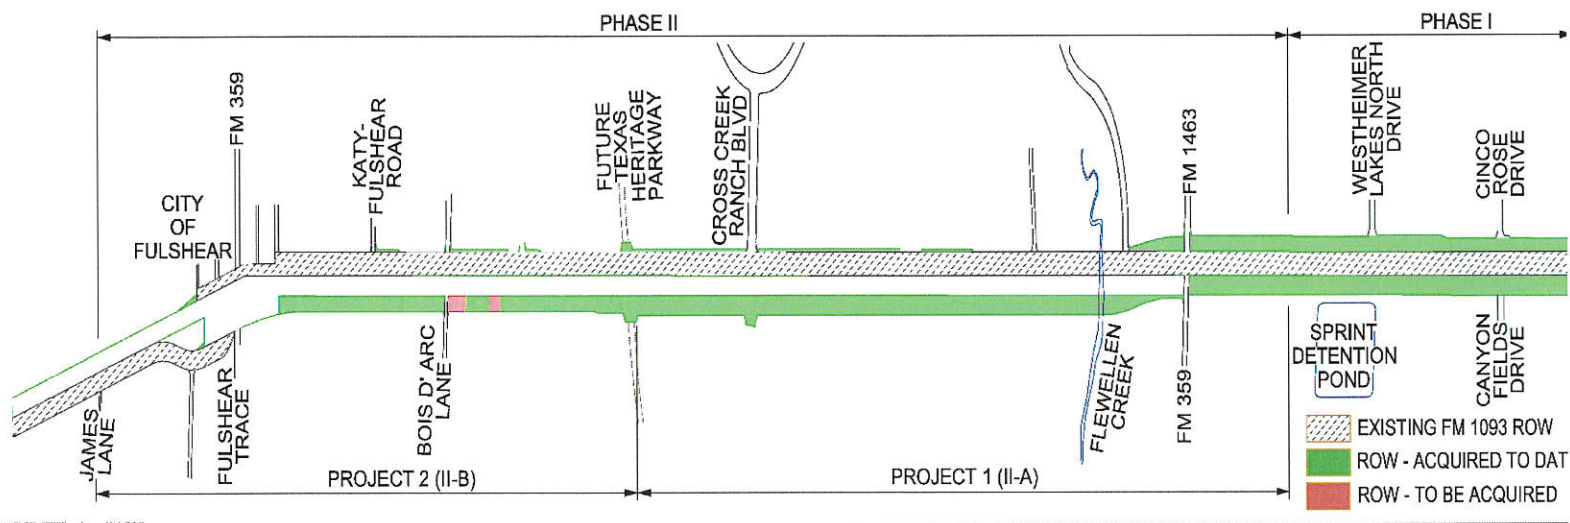 PHASE II
PHASE I
FM 359
KATY-
FULSHEAR
ROAD
FUTURE
TEXAS
HERITAGE
PARKWAY
CROSS CREEK
RANCH BLVD
FM 1463
WESTHEIMER
LAKES NORTH
DRIVE
CINCO
ROSE
DRIVE
CITY
OF
FULSHEAR
JAMES
LANE
FULSHEAR
TRACE
BOIS D' ARC
LANE
FLEWELLEN
CREEK
FM 359
SPRINT
DETENTION
POND
CANYON
FIELDS
DRIVE
EXISTING FM 1093 ROW
ROW - ACQUIRED TO DAT
ROW - TO BE ACQUIRED
PROJECT 2 (II-B)
PROJECT 1 (II-A)